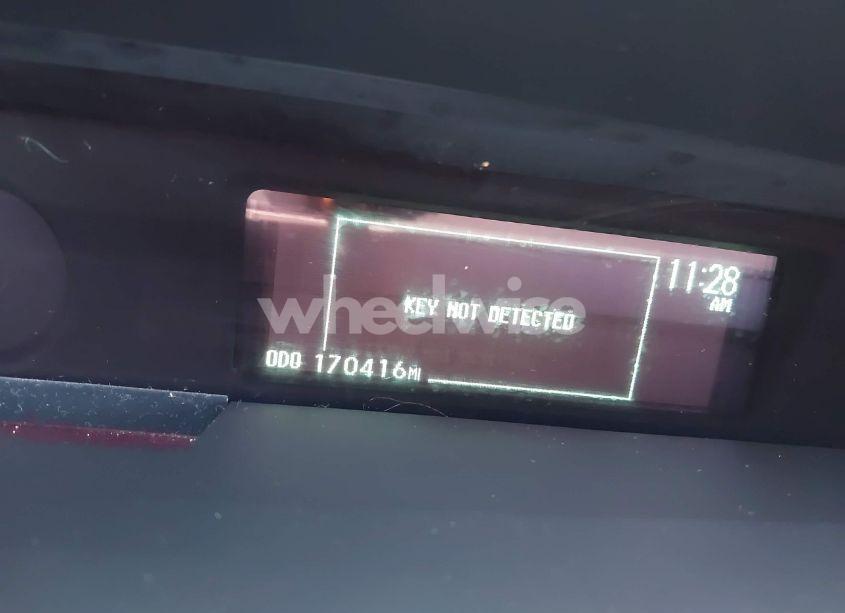 11:28
AM
KEY NOT DETECTED
wheelwise
ODO 170416MI